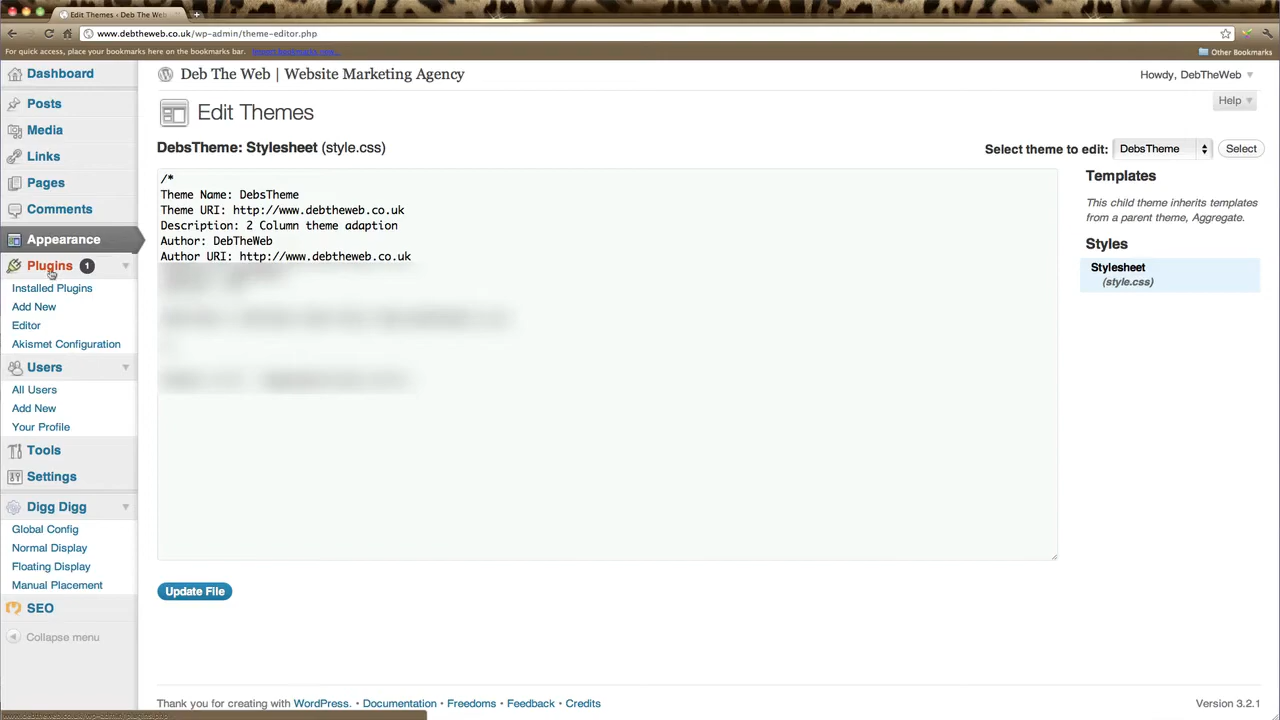 Edit Themes ‹ Deb The Web
www.debtheweb.co.uk/wp-admin/theme-editor.php
For quick access, place your bookmarks here on the bookmarks bar. Import bookmarks now...
Other Bookmarks
Dashboard
Posts
Media
Links
Pages
Comments
Appearance
Plugins 1
Installed Plugins
Add New
Editor
Akismet Configuration
Users
All Users
Add New
Your Profile
Tools
Settings
Digg Digg
Global Config
Normal Display
Floating Display
Manual Placement
SEO
Collapse menu
Deb The Web | Website Marketing Agency
Howdy, DebTheWeb
Help
Edit Themes
DebsTheme: Stylesheet (style.css)
Select theme to edit: DebsTheme Select
/*
Theme Name: DebsTheme
Theme URI: http://www.debtheweb.co.uk
Description: 2 Column theme adaption
Author: DebTheWeb
Author URI: http://www.debtheweb.co.uk
Templates
This child theme inherits templates
from a parent theme, Aggregate.
Styles
Stylesheet
(style.css)
Update File
Thank you for creating with WordPress. • Documentation • Freedoms • Feedback • Credits
Version 3.2.1